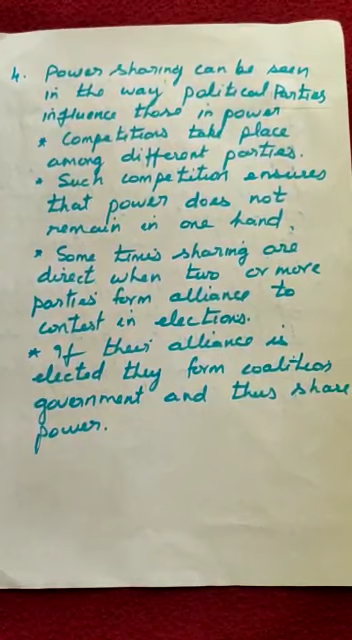 4. Power sharing can be seen
in the way political Parties
influence those in power
* Competitions take place
among different parties.
* Such competition ensures
that power does not
remain in one hand.
* Some times sharing are
direct when two or more
parties form alliance to
contest in elections.
* If their alliance is
elected they form coalition
government and thus share
power.